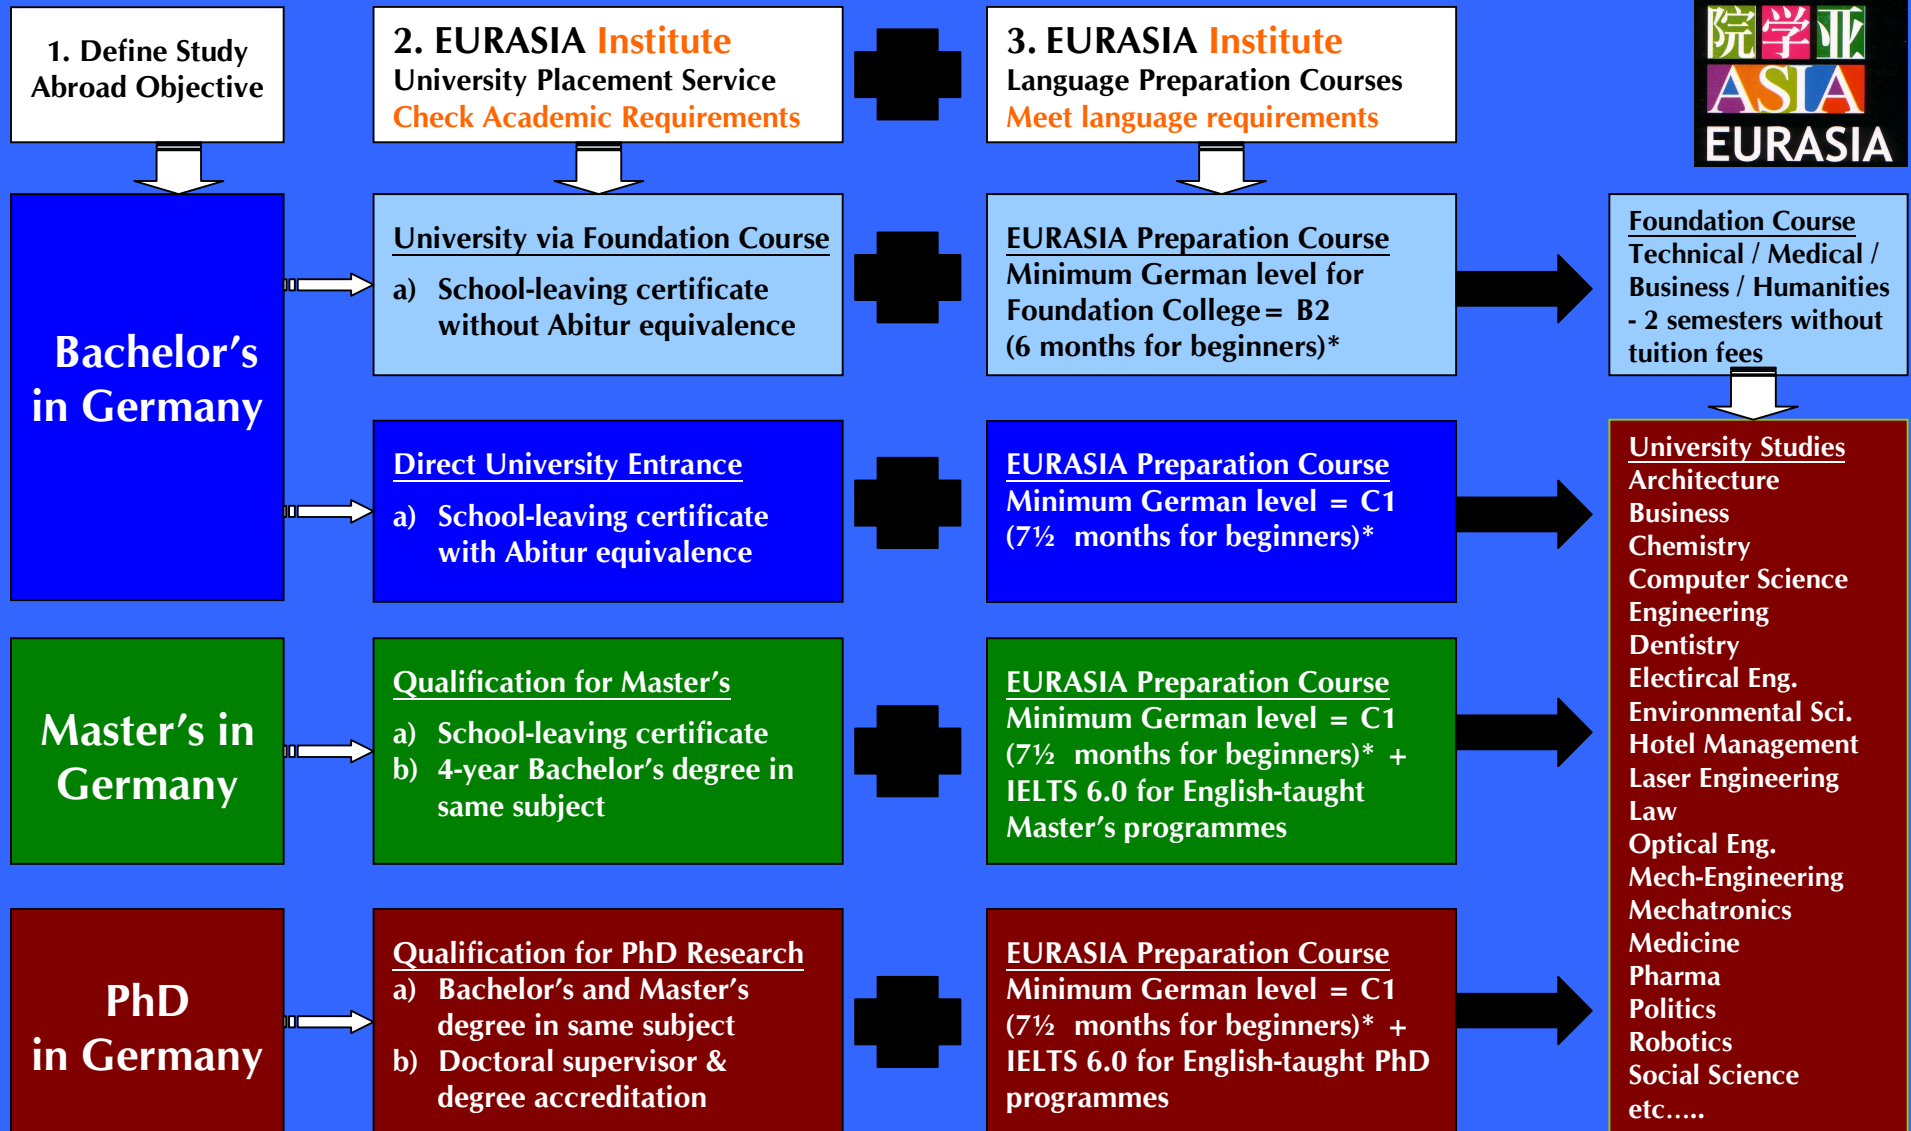 1. Define Study
Abroad Objective
2. EURASIA Institute
University Placement Service
Check Academic Requirements
3. EURASIA Institute
Language Preparation Courses
Meet language requirements
院学亚
ASIA
EURASIA
Bachelor's
in Germany
University via Foundation Course
a) School-leaving certificate
without Abitur equivalence
EURASIA Preparation Course
Minimum German level for
Foundation College = B2
(6 months for beginners)*
Foundation Course
Technical / Medical /
Business / Humanities
- 2 semesters without
tuition fees
Direct University Entrance
a) School-leaving certificate
with Abitur equivalence
EURASIA Preparation Course
Minimum German level = C1
(7½ months for beginners)*
Master's in
Germany
Qualification for Master's
a) School-leaving certificate
b) 4-year Bachelor's degree in
same subject
EURASIA Preparation Course
Minimum German level = C1
(7½ months for beginners)* +
IELTS 6.0 for English-taught
Master's programmes
PhD
in Germany
Qualification for PhD Research
a) Bachelor's and Master's
degree in same subject
b) Doctoral supervisor &
degree accreditation
EURASIA Preparation Course
Minimum German level = C1
(7½ months for beginners)* +
IELTS 6.0 for English-taught PhD
programmes
University Studies
Architecture
Business
Chemistry
Computer Science
Engineering
Dentistry
Electircal Eng.
Environmental Sci.
Hotel Management
Laser Engineering
Law
Optical Eng.
Mech-Engineering
Mechatronics
Medicine
Pharma
Politics
Robotics
Social Science
etc.....